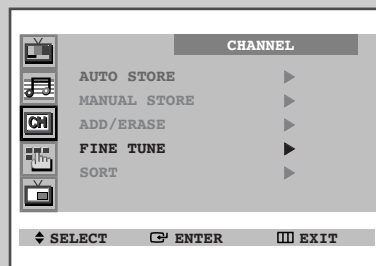 CHANNEL
AUTO STORE
MANUAL STORE
CH ADD/ERASE
FINE TUNE
SORT
SELECT ENTER EXIT